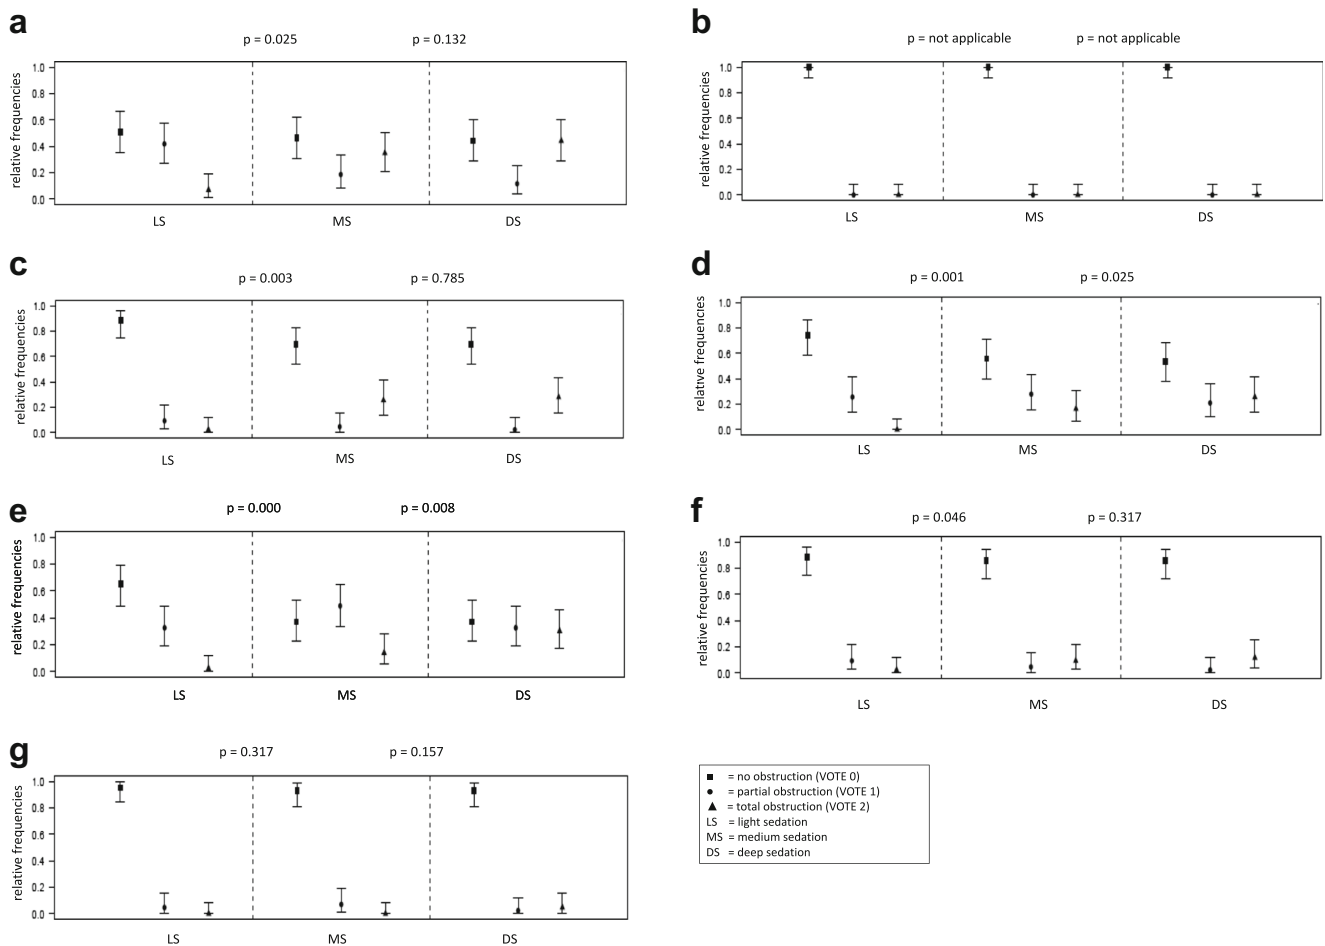 a
p = 0.025 p = 0.132
relative frequencies
1.0
0.8
0.6
0.4
0.2
0.0
LS MS DS
b
p = not applicable p = not applicable
relative frequencies
1.0
0.8
0.6
0.4
0.2
0.0
LS MS DS
c
p = 0.003 p = 0.785
relative frequencies
1.0
0.8
0.6
0.4
0.2
0.0
LS MS DS
d
p = 0.001 p = 0.025
relative frequencies
1.0
0.8
0.6
0.4
0.2
0.0
LS MS DS
e
p = 0.000 p = 0.008
relative frequencies
1.0
0.8
0.6
0.4
0.2
0.0
LS MS DS
f
p = 0.046 p = 0.317
relative frequencies
1.0
0.8
0.6
0.4
0.2
0.0
LS MS DS
g
p = 0.317 p = 0.157
relative frequencies
1.0
0.8
0.6
0.4
0.2
0.0
LS MS DS
= no obstruction (VOTE 0)
= partial obstruction (VOTE 1)
= total obstruction (VOTE 2)
LS = light sedation
MS = medium sedation
DS = deep sedation